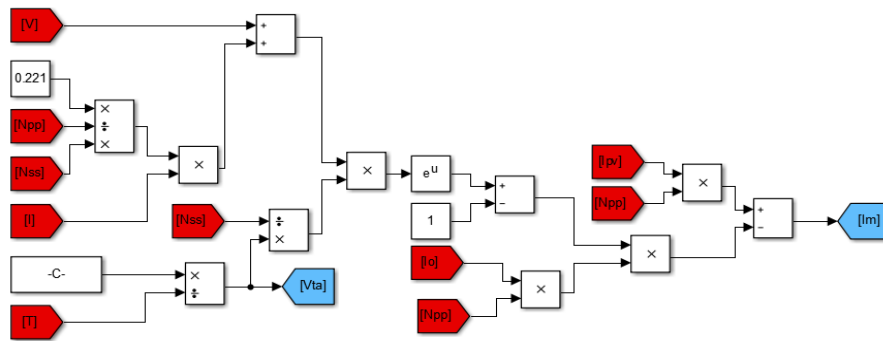 [V]
0.221
[Npp]
[Nss]
[I]
-C-
[T]
+
+
×
÷
×
×
[Nss]
÷
×
×
÷
[Vta]
×
e^u
1
+
−
[Io]
[Npp]
×
×
[Ipv]
[Npp]
×
+
−
[Im]